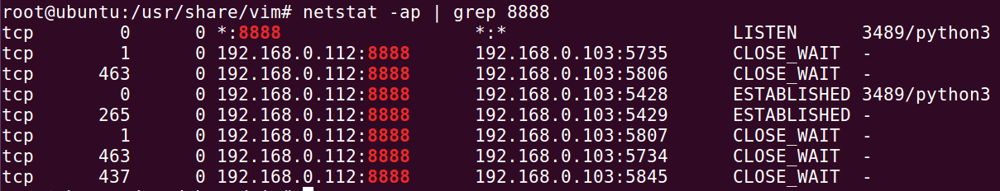 root@ubuntu:/usr/share/vim# netstat -ap | grep 8888
tcp        0      0 *:8888                  *:*                     LISTEN      3489/python3
tcp        1      0 192.168.0.112:8888      192.168.0.103:5735      CLOSE_WAIT  -
tcp      463      0 192.168.0.112:8888      192.168.0.103:5806      CLOSE_WAIT  -
tcp        0      0 192.168.0.112:8888      192.168.0.103:5428      ESTABLISHED 3489/python3
tcp      265      0 192.168.0.112:8888      192.168.0.103:5429      ESTABLISHED -
tcp        1      0 192.168.0.112:8888      192.168.0.103:5807      CLOSE_WAIT  -
tcp      463      0 192.168.0.112:8888      192.168.0.103:5734      CLOSE_WAIT  -
tcp      437      0 192.168.0.112:8888      192.168.0.103:5845      CLOSE_WAIT  -